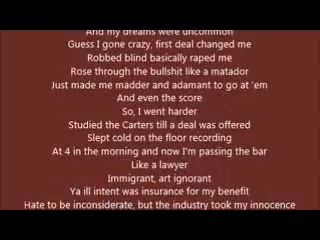 And my dreams were uncommon
Guess I gone crazy, first deal changed me
Robbed blind basically raped me
Rose through the bullshit like a matador
Just made me madder and adamant to go at 'em
And even the score
So, I went harder
Studied the Carters till a deal was offered
Slept cold on the floor recording
At 4 in the morning and now I'm passing the bar
Like a lawyer
Immigrant, art ignorant
Ya ill intent was insurance for my benefit
Hate to be inconsiderate, but the industry took my innocence